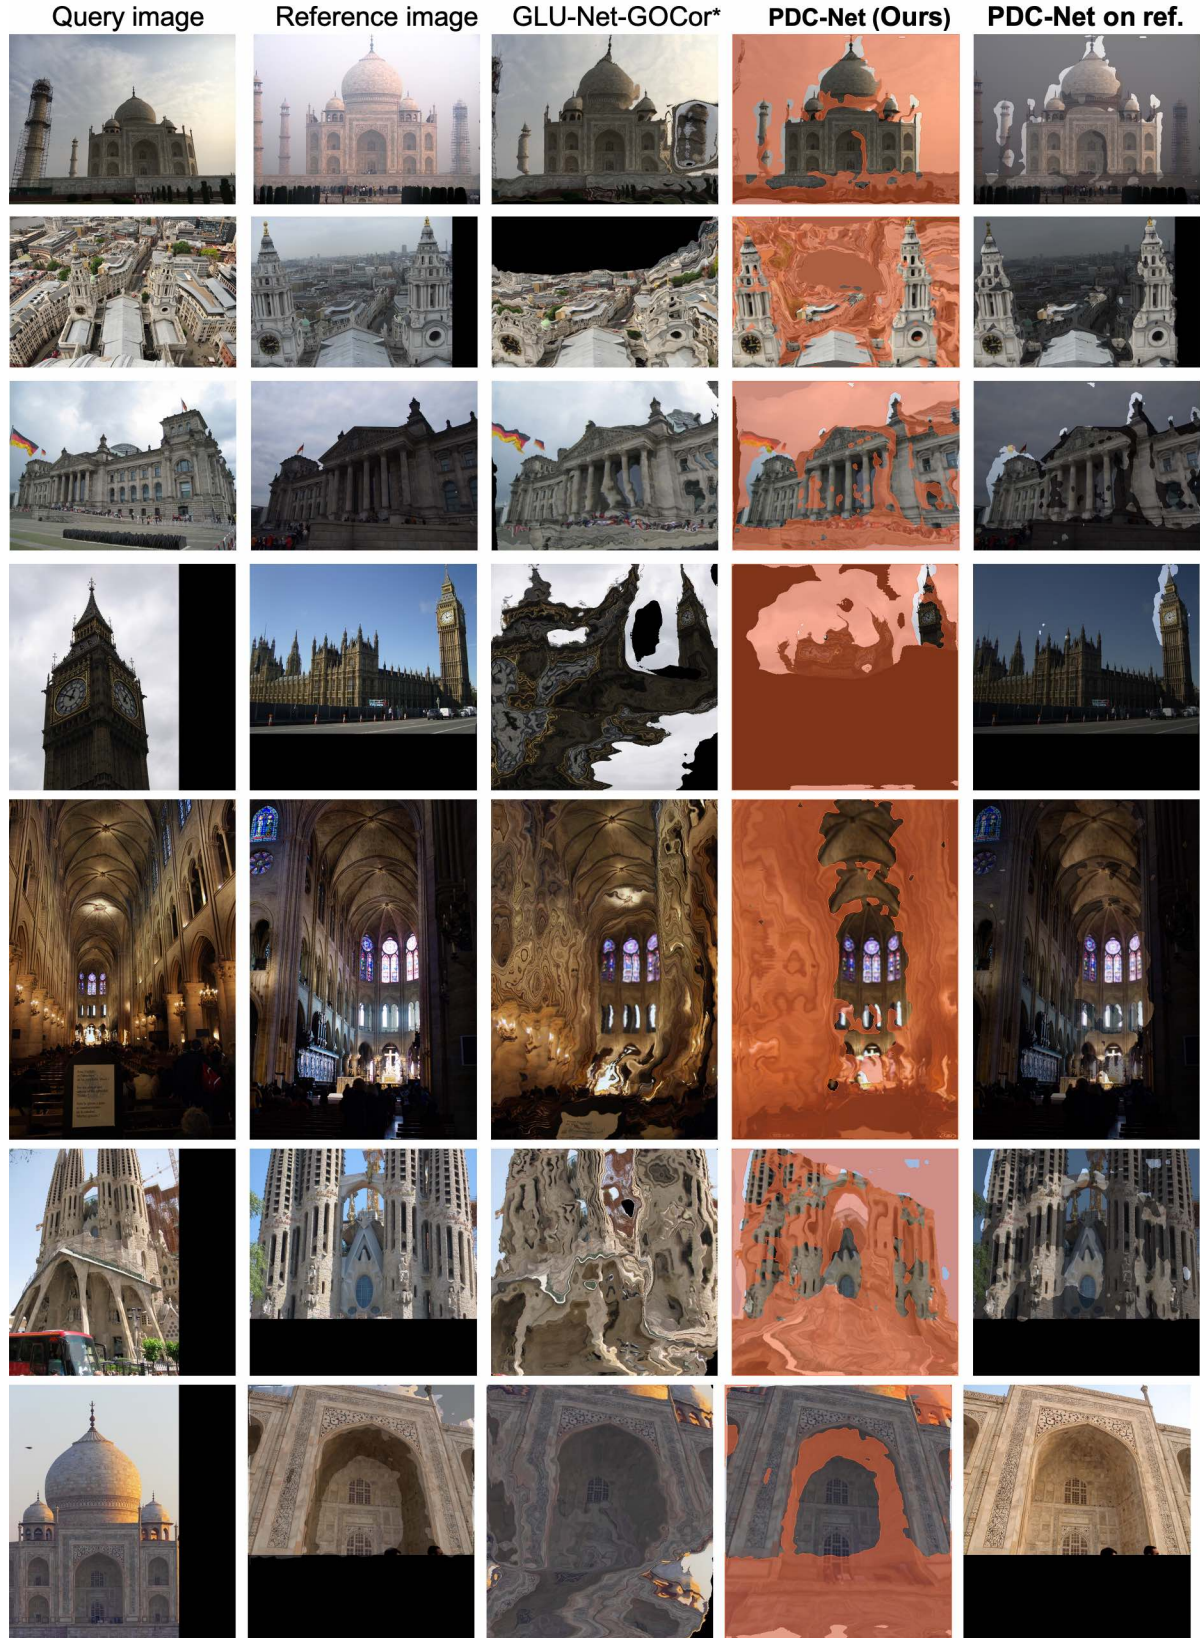 Query image
Reference image
GLU-Net-GOCor*
PDC-Net (Ours)
PDC-Net on ref.